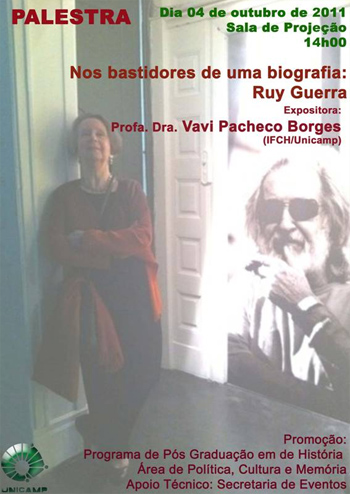 PALESTRA
Dia 04 de outubro de 2011
Sala de Projeção
14h00
Nos bastidores de uma biografia:
Ruy Guerra
Expositora:
Profa. Dra. Vavi Pacheco Borges
(IFCH/Unicamp)
Promoção:
Programa de Pós Graduação em de História
Área de Política, Cultura e Memória
Apoio Técnico: Secretaria de Eventos
UNICAMP